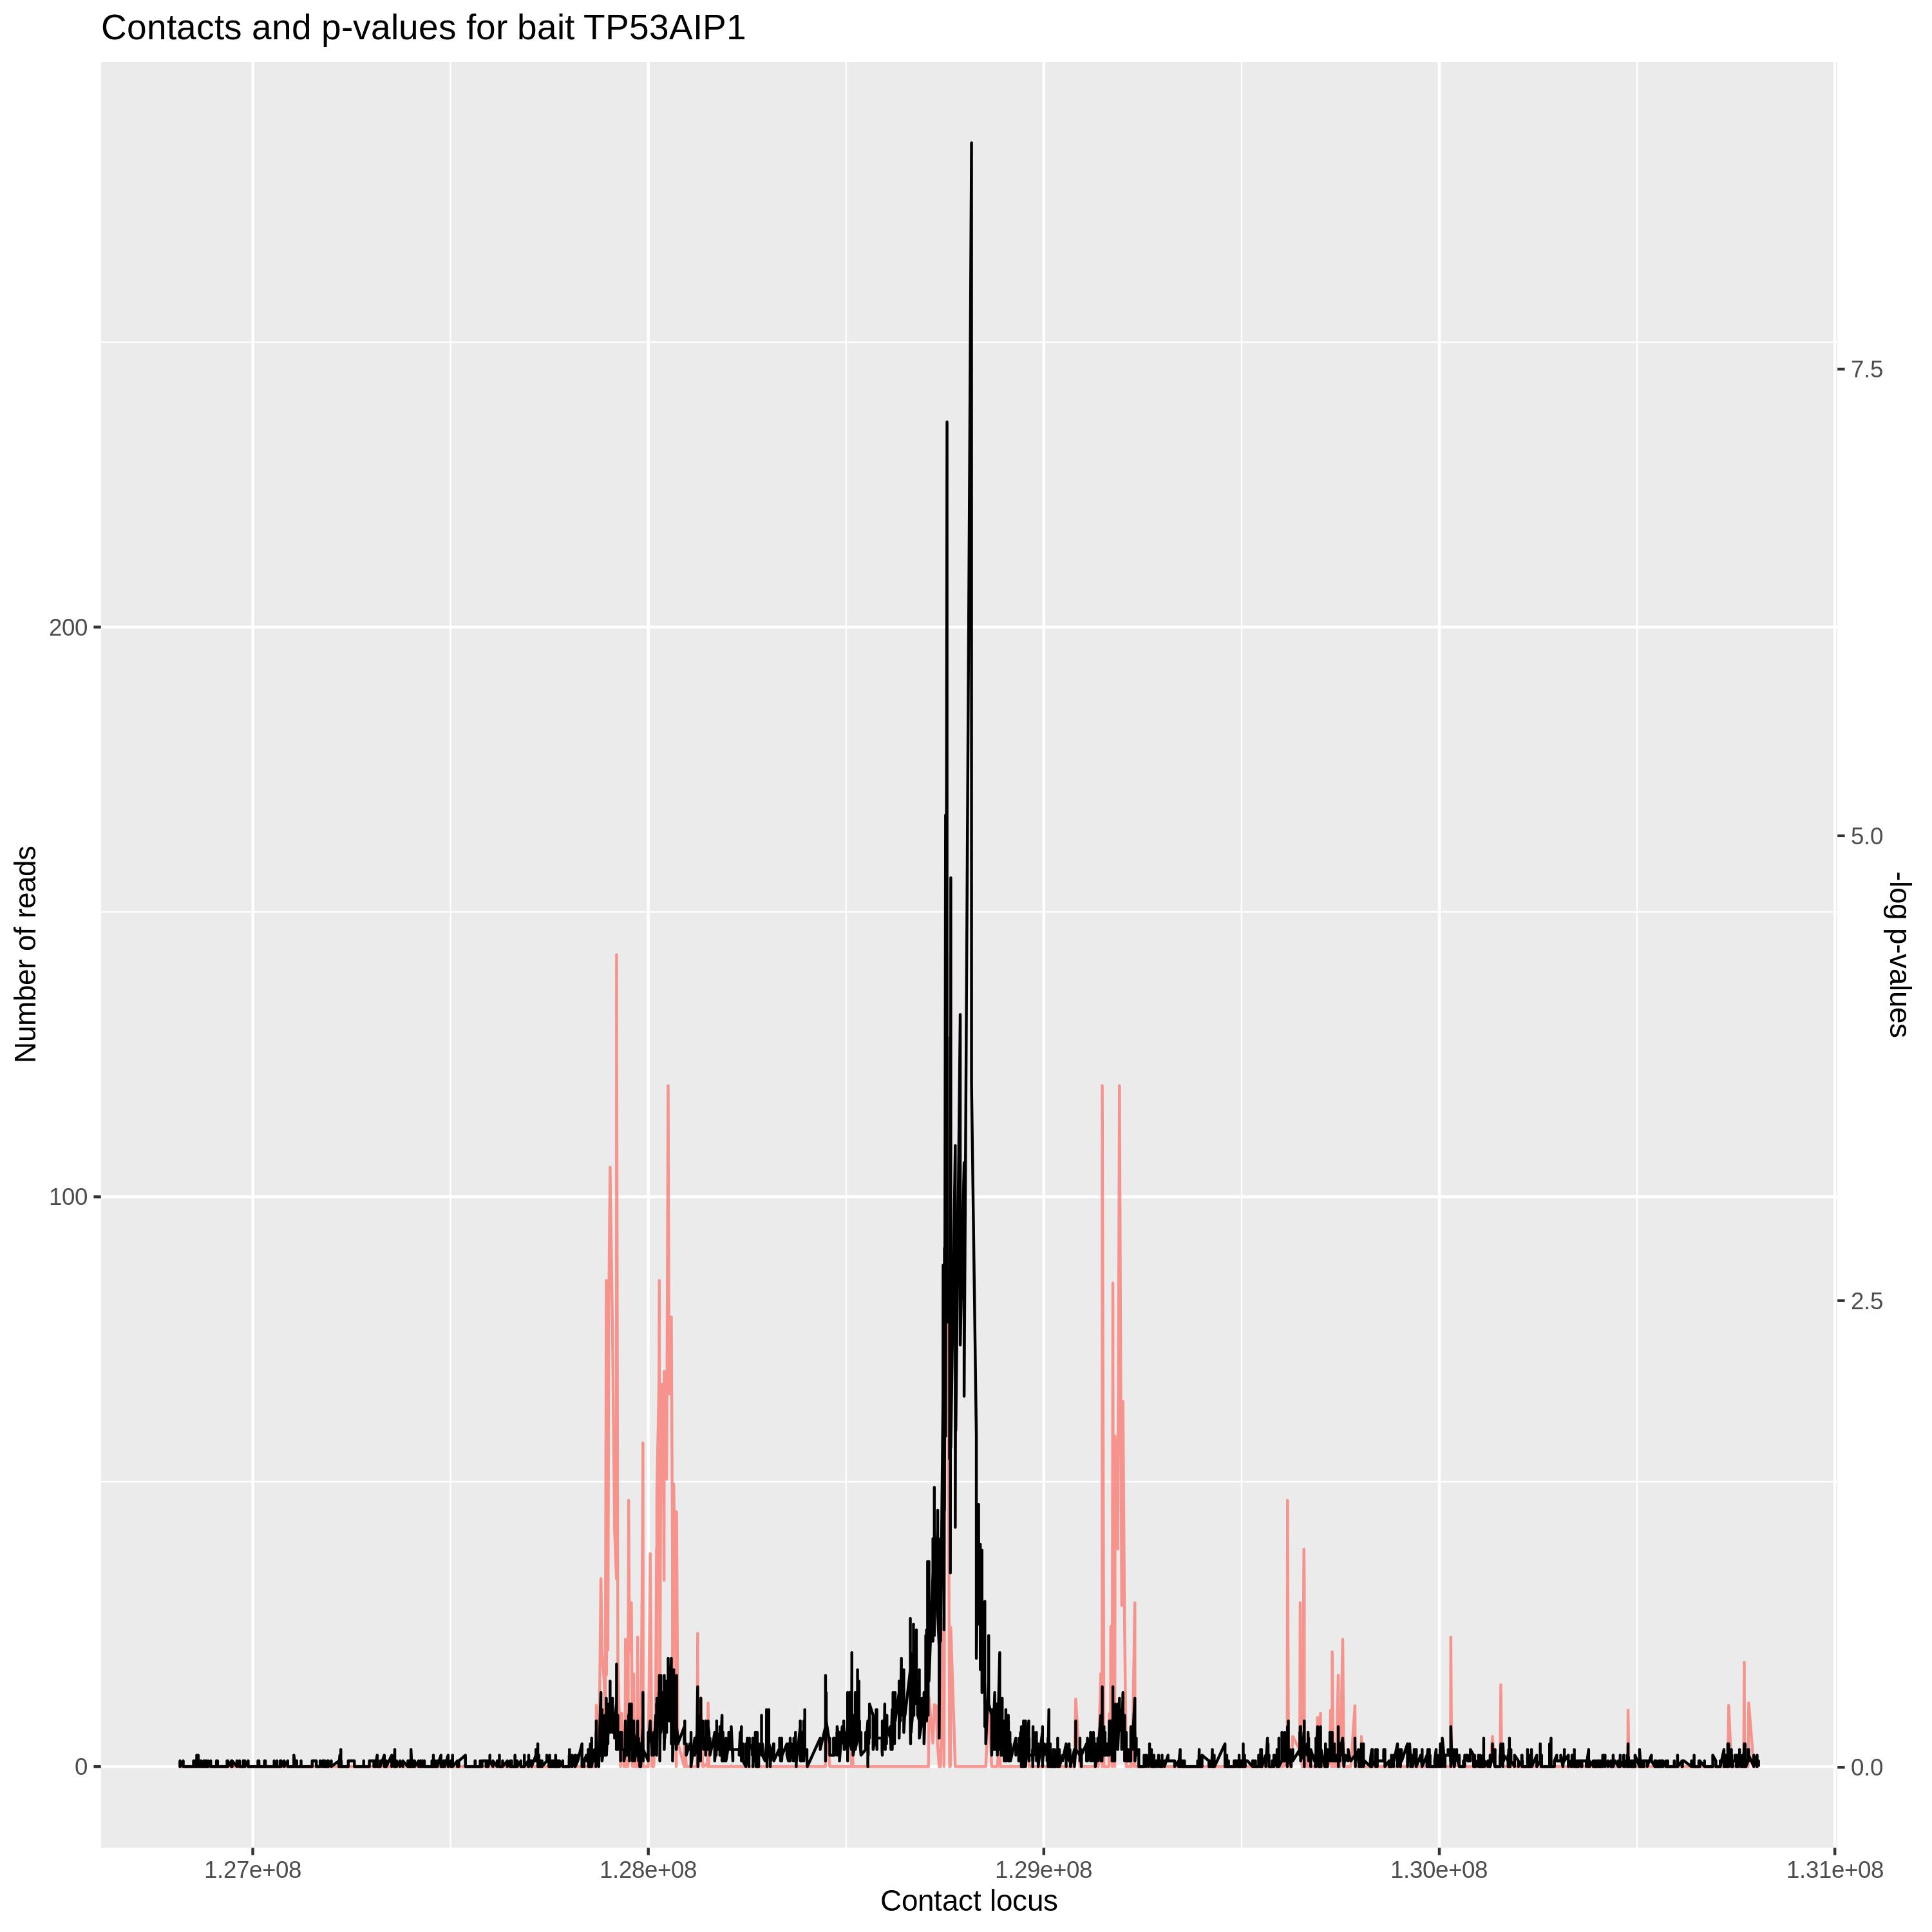 Contacts and p-values for bait TP53AIP1
Number of reads
200
100
0
7.5
5.0
2.5
0.0
-log p-values
1.27e+08
1.28e+08
1.29e+08
1.30e+08
1.31e+08
Contact locus